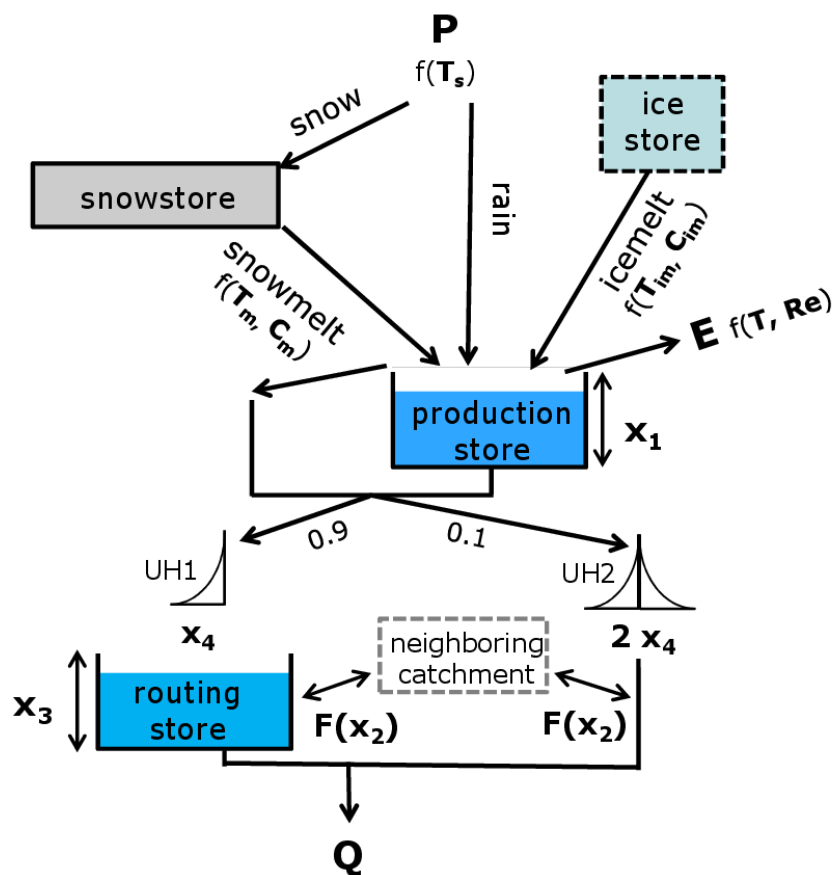 P
f(Tₛ)
snow
ice
store
snowstore
rain
snowmelt
f(Tₘ, Cₘ)
icemelt
f(Tᵢₘ, Cᵢₘ)
E f(T, Re)
production
store
x₁
0.9
0.1
UH1
UH2
x₄
2 x₄
neighboring
catchment
x₃
routing
store
F(x₂)
F(x₂)
Q